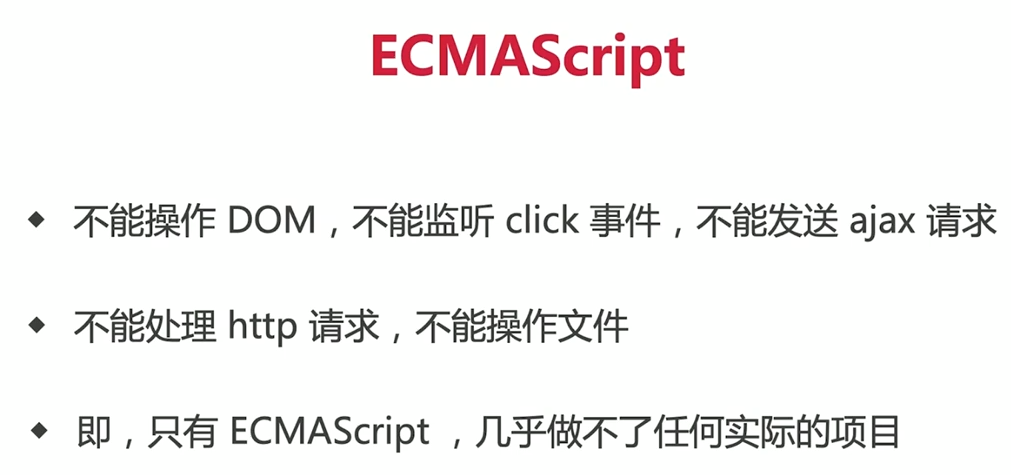 ECMAScript
◆ 不能操作 DOM，不能监听 click 事件，不能发送 ajax 请求
◆ 不能处理 http 请求，不能操作文件
◆ 即，只有 ECMAScript ，几乎做不了任何实际的项目